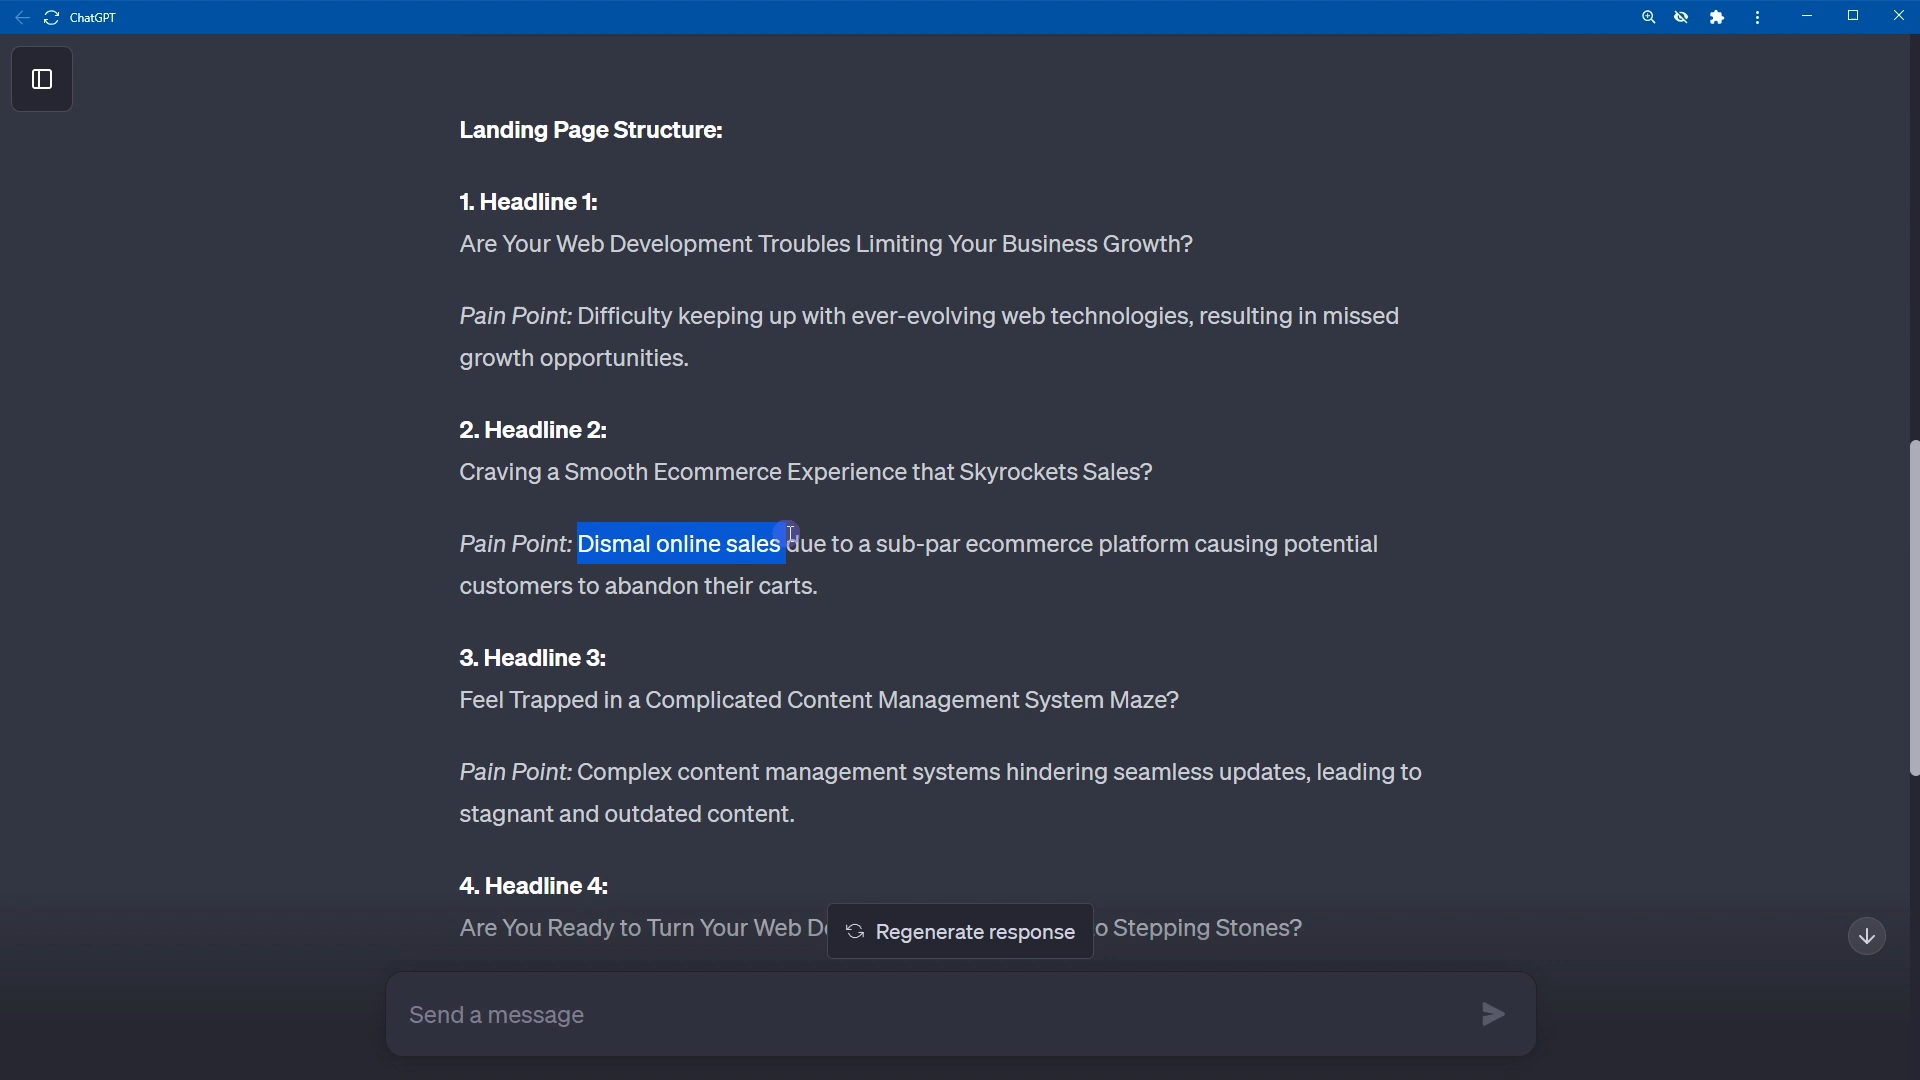 ChatGPT
Landing Page Structure:
1. Headline 1:
Are Your Web Development Troubles Limiting Your Business Growth?
Pain Point: Difficulty keeping up with ever-evolving web technologies, resulting in missed
growth opportunities.
2. Headline 2:
Craving a Smooth Ecommerce Experience that Skyrockets Sales?
Pain Point: Dismal online sales due to a sub-par ecommerce platform causing potential
customers to abandon their carts.
3. Headline 3:
Feel Trapped in a Complicated Content Management System Maze?
Pain Point: Complex content management systems hindering seamless updates, leading to
stagnant and outdated content.
4. Headline 4:
Are You Ready to Turn Your Web Stepping Stones?
Regenerate response
Send a message